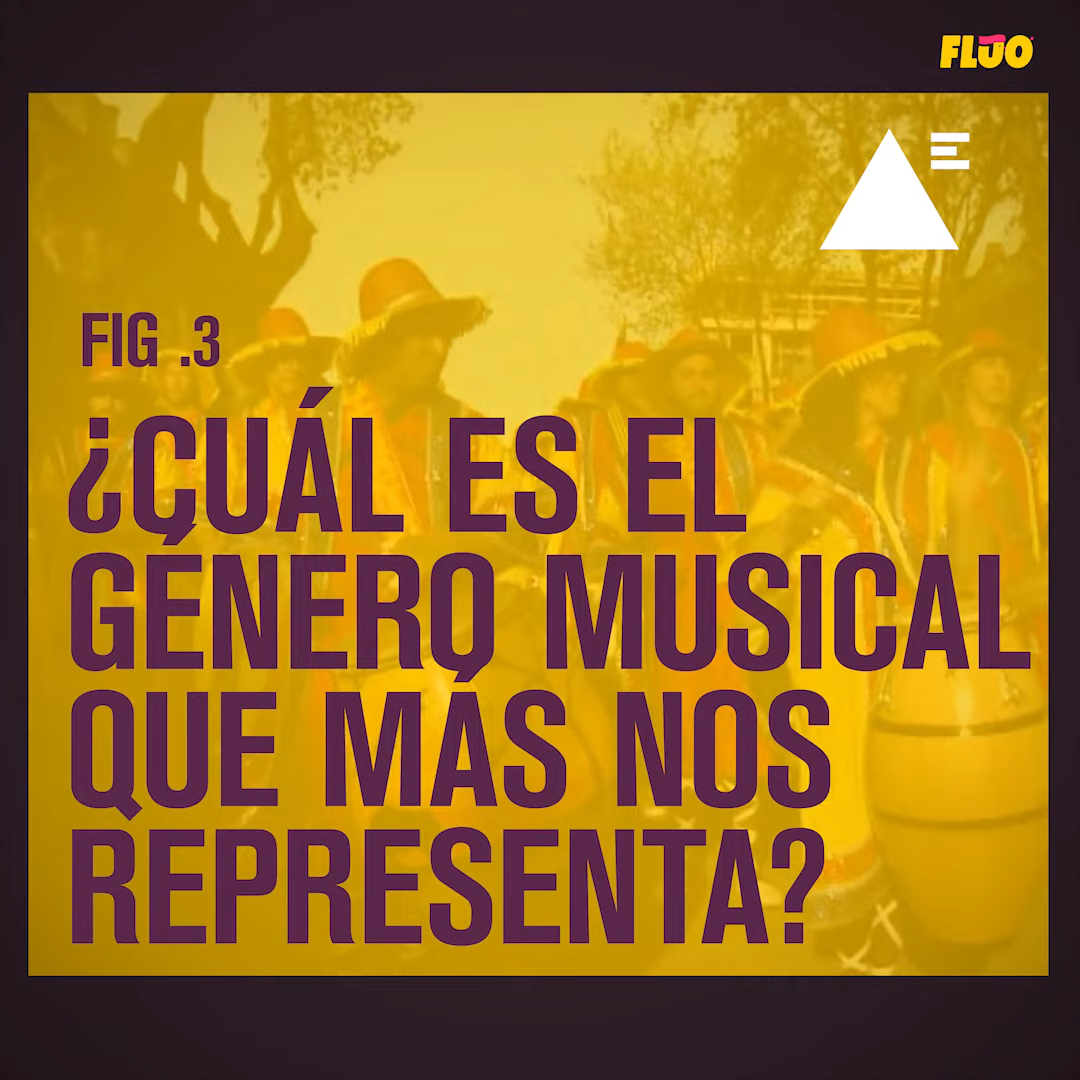 FLUO
FIG .3
¿CUÁL ES EL
GÉNERO MUSICAL
QUE MÁS NOS
REPRESENTA?